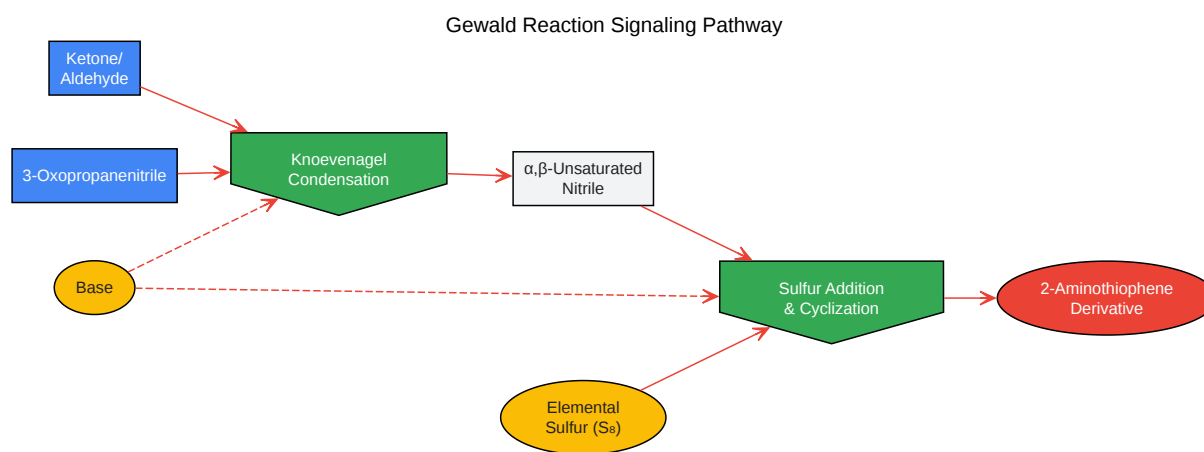 Gewald Reaction Signaling Pathway
Ketone/
Aldehyde
3-Oxopropanenitrile
Knoevenagel
Condensation
α,β-Unsaturated
Nitrile
Base
Sulfur Addition
& Cyclization
2-Aminothiophene
Derivative
Elemental
Sulfur (S₈)